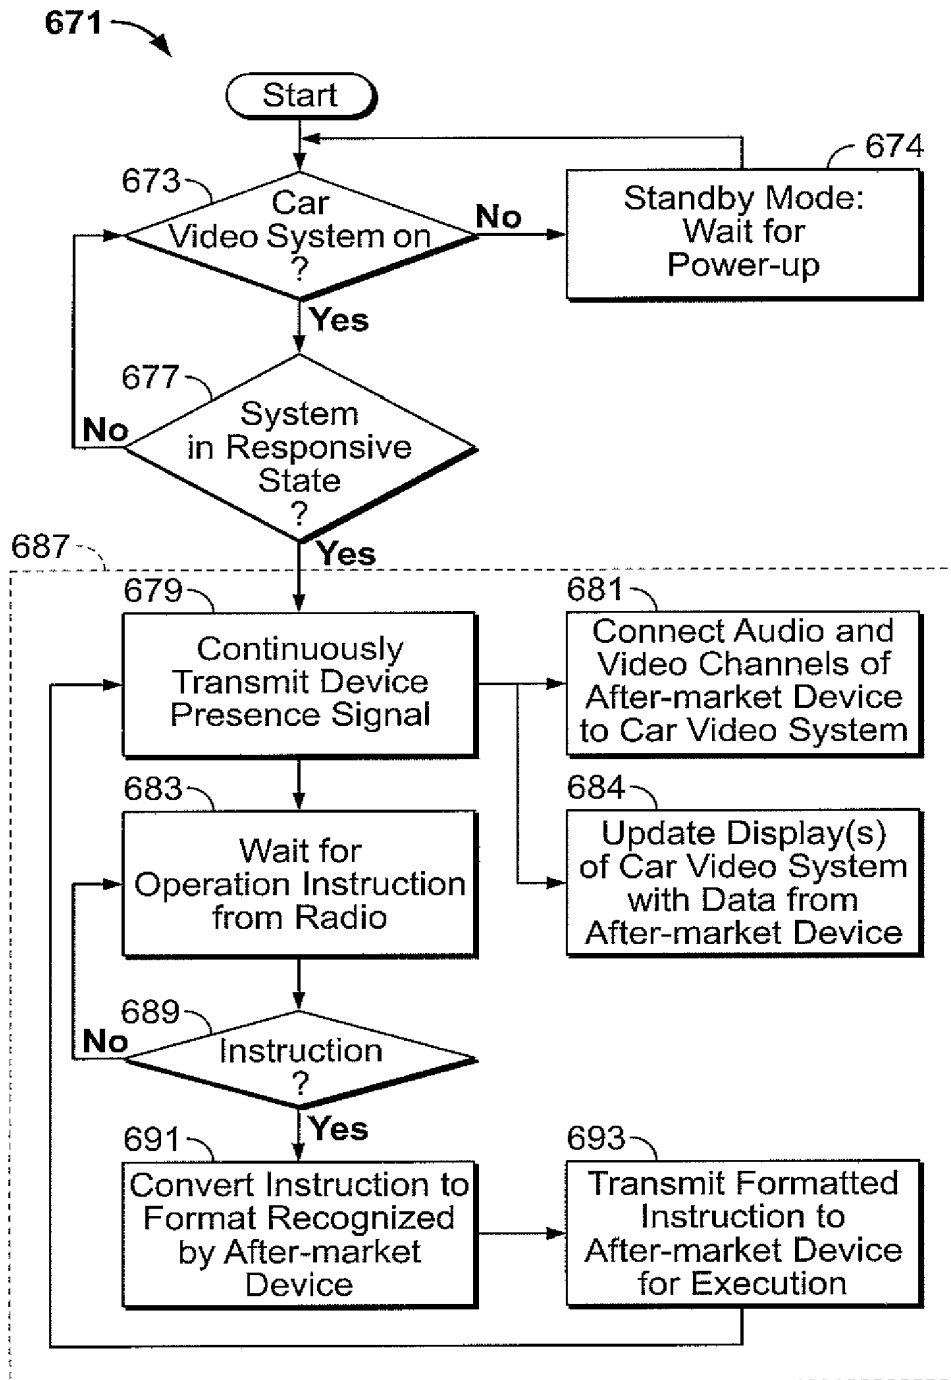 671
Start
673
Car
Video System on
?
No
674
Standby Mode:
Wait for
Power-up
Yes
677
System
in Responsive
State
?
No
Yes
687
679
Continuously
Transmit Device
Presence Signal
681
Connect Audio and
Video Channels of
After-market Device
to Car Video System
683
Wait for
Operation Instruction
from Radio
684
Update Display(s)
of Car Video System
with Data from
After-market Device
689
Instruction
?
No
Yes
691
Convert Instruction to
Format Recognized
by After-market
Device
693
Transmit Formatted
Instruction to
After-market Device
for Execution